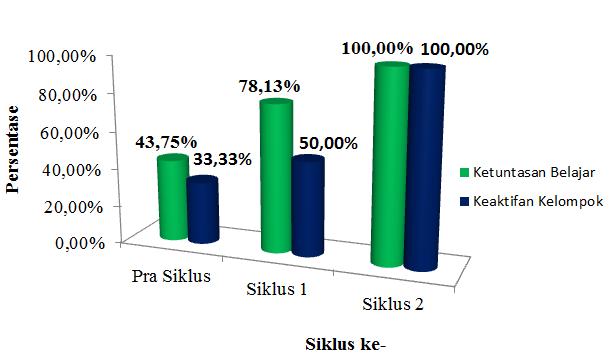 100,00%
80,00%
60,00%
40,00%
20,00%
0,00%
Persentase
43,75%
33,33%
78,13%
50,00%
100,00%
100,00%
Pra Siklus
Siklus 1
Siklus 2
Siklus ke-
Ketuntasan Belajar
Keaktifan Kelompok